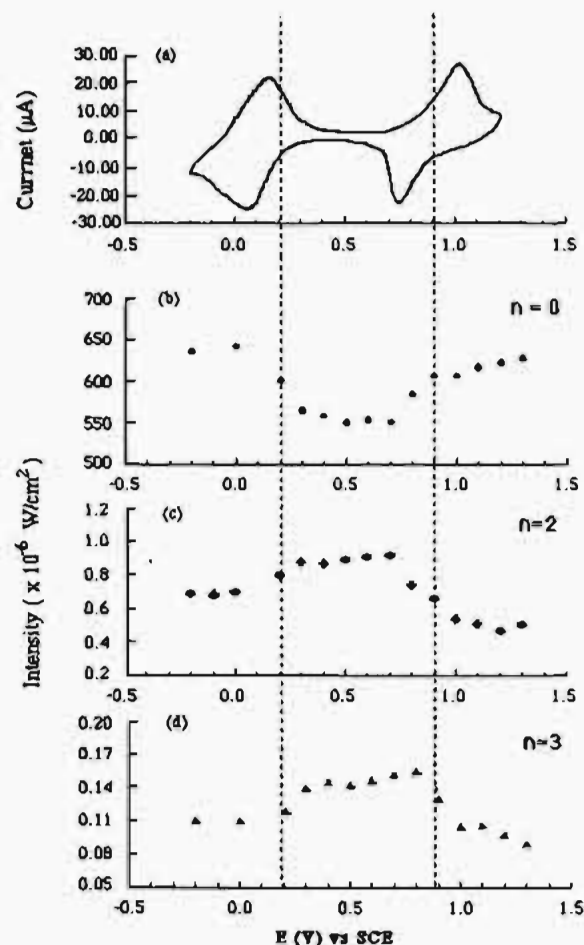 (a)
30.00
20.00
10.00
0.00
-10.00
-20.00
-30.00
Currnet (µA)
-0.5 0.0 0.5 1.0 1.5
(b)
n = 0
700
650
600
550
500
-0.5 0.0 0.5 1.0 1.5
Intensity ( x 10⁻⁶ W/cm²)
(c)
n=2
1.2
1.0
0.8
0.6
0.4
0.2
-0.5 0.0 0.5 1.0 1.5
(d)
n=3
0.20
0.17
0.14
0.11
0.08
0.05
-0.5 0.0 0.5 1.0 1.5
E (V) vs SCE